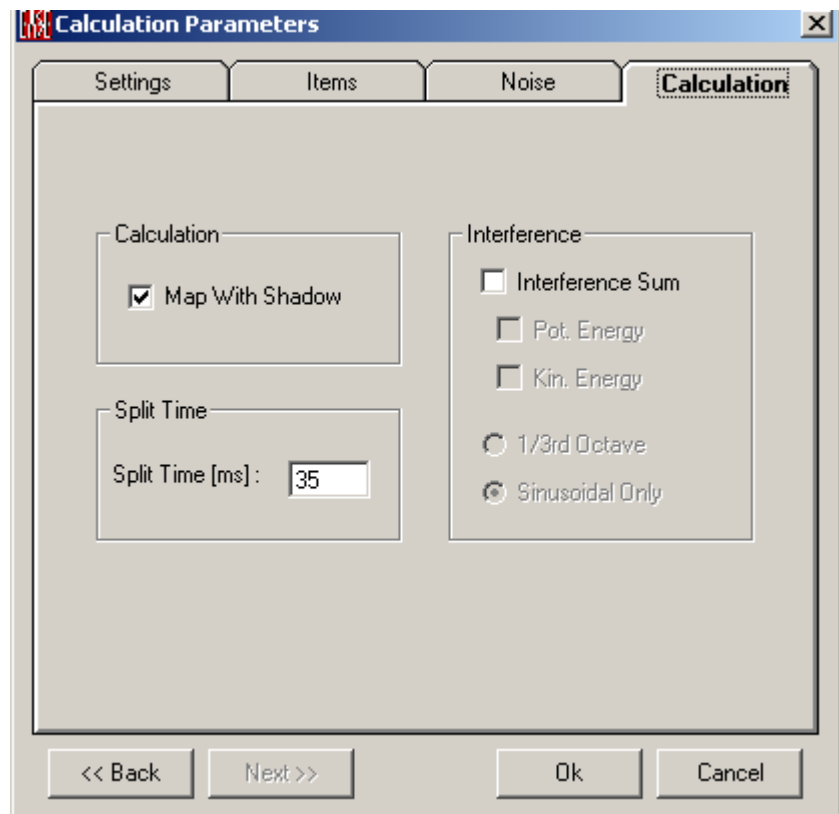 Calculation Parameters
Settings Items Noise Calculation
Calculation
Map With Shadow
Split Time
Split Time [ms] : 35
Interference
Interference Sum
Pot. Energy
Kin. Energy
1/3rd Octave
Sinusoidal Only
<< Back Next >> Ok Cancel